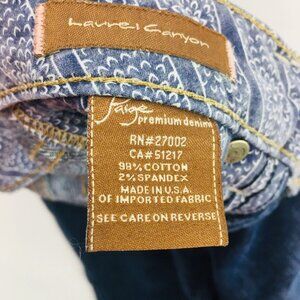 Laurel Canyon
Paige
premium denim
RN#27002
CA#51217
98% COTTON
2% SPANDEX
MADE IN U.S.A.
OF IMPORTED FABRIC
SEE CARE ON REVERSE